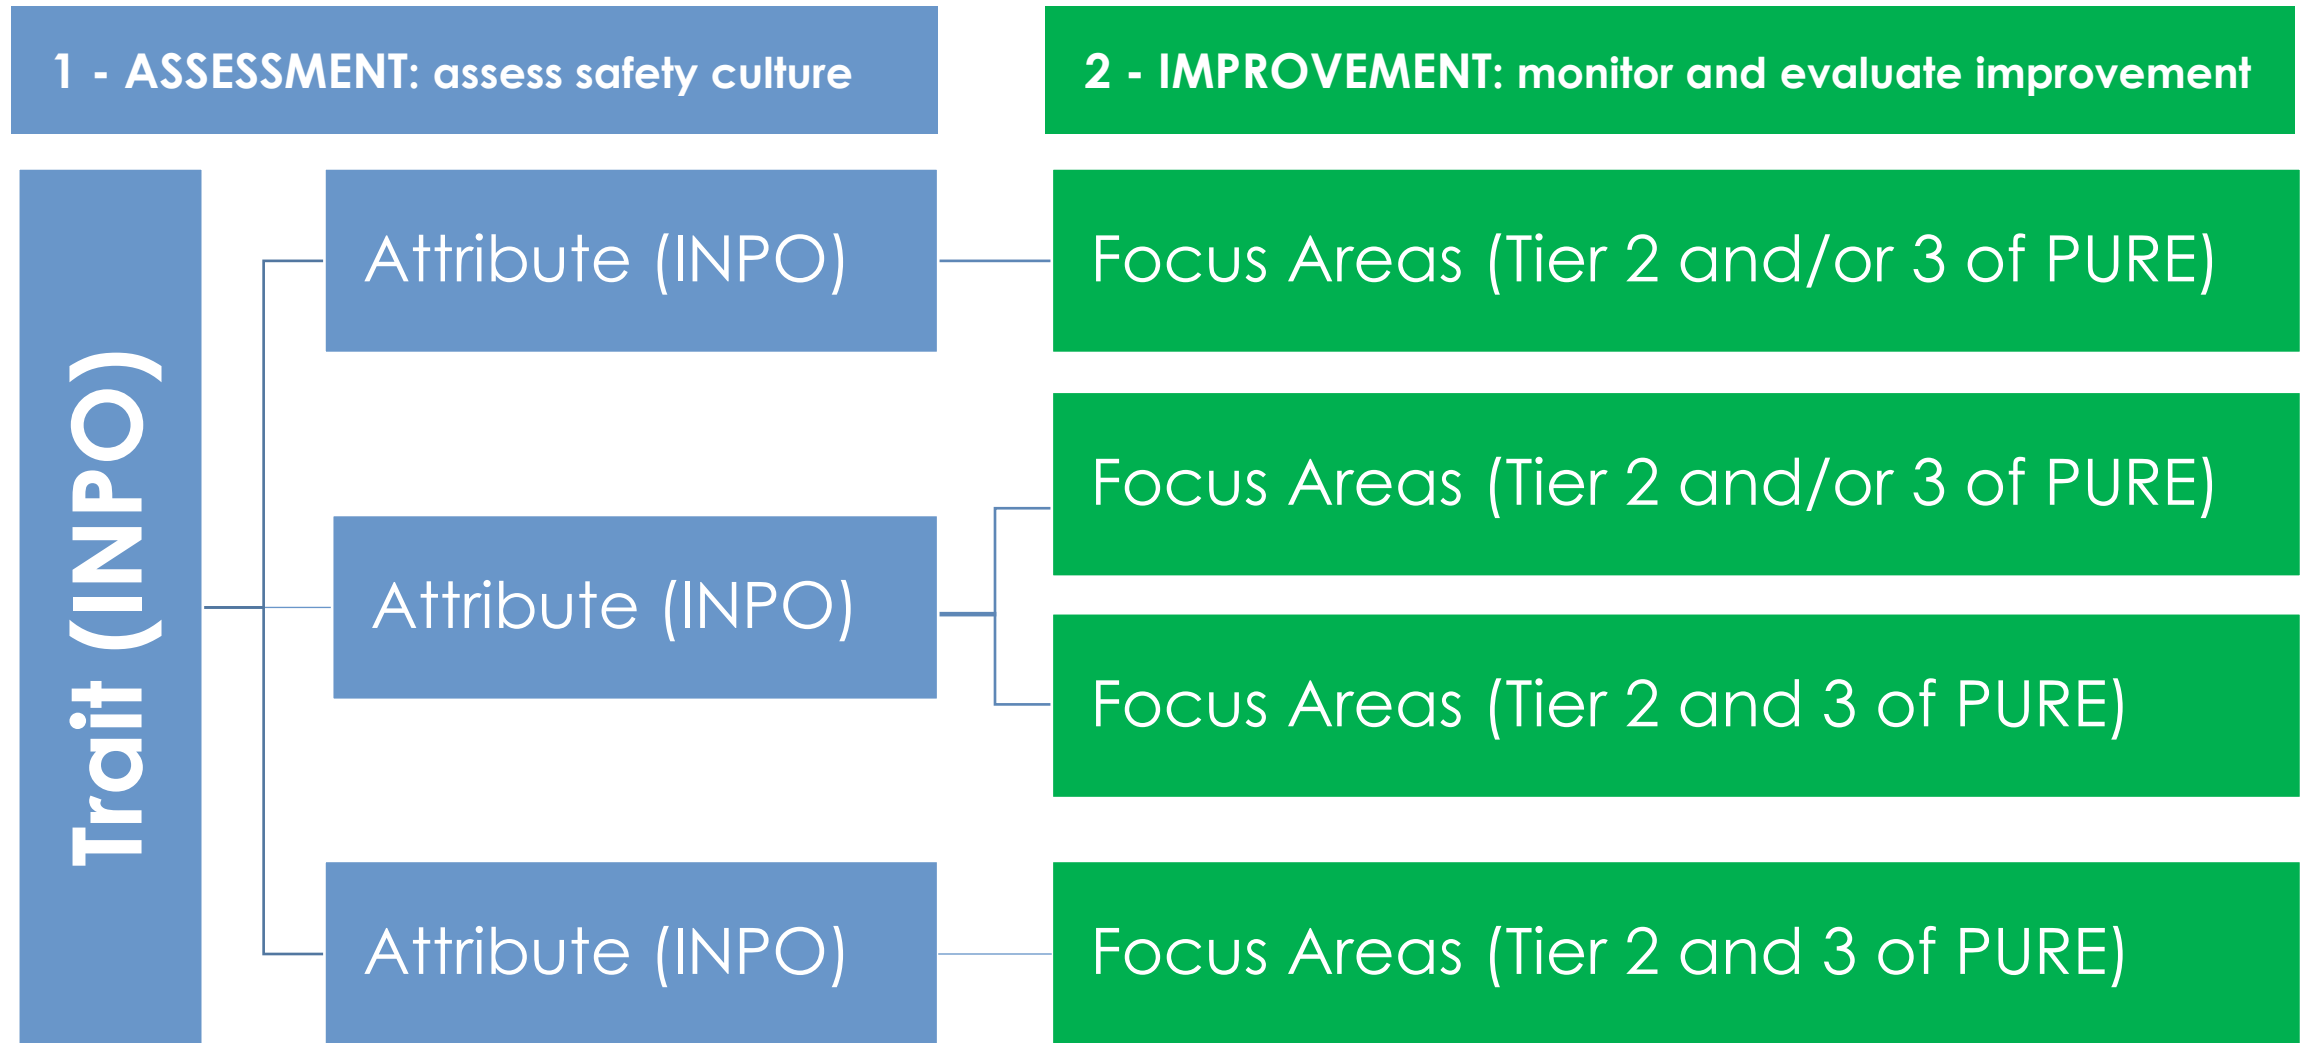 1 - ASSESSMENT: assess safety culture
2 - IMPROVEMENT: monitor and evaluate improvement
Trait (INPO)
Attribute (INPO)
Focus Areas (Tier 2 and/or 3 of PURE)
Attribute (INPO)
Focus Areas (Tier 2 and/or 3 of PURE)
Focus Areas (Tier 2 and 3 of PURE)
Attribute (INPO)
Focus Areas (Tier 2 and 3 of PURE)